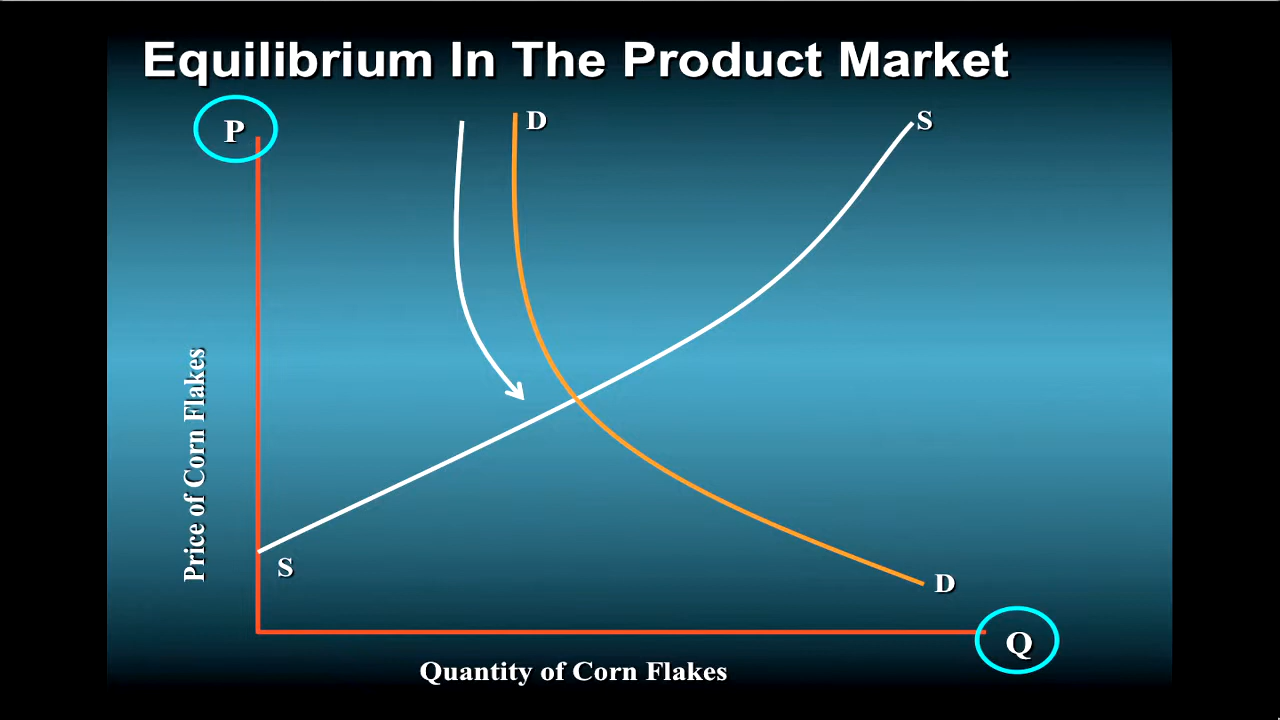 Equilibrium In The Product Market
P
D
S
Price of Corn Flakes
S
D
Q
Quantity of Corn Flakes